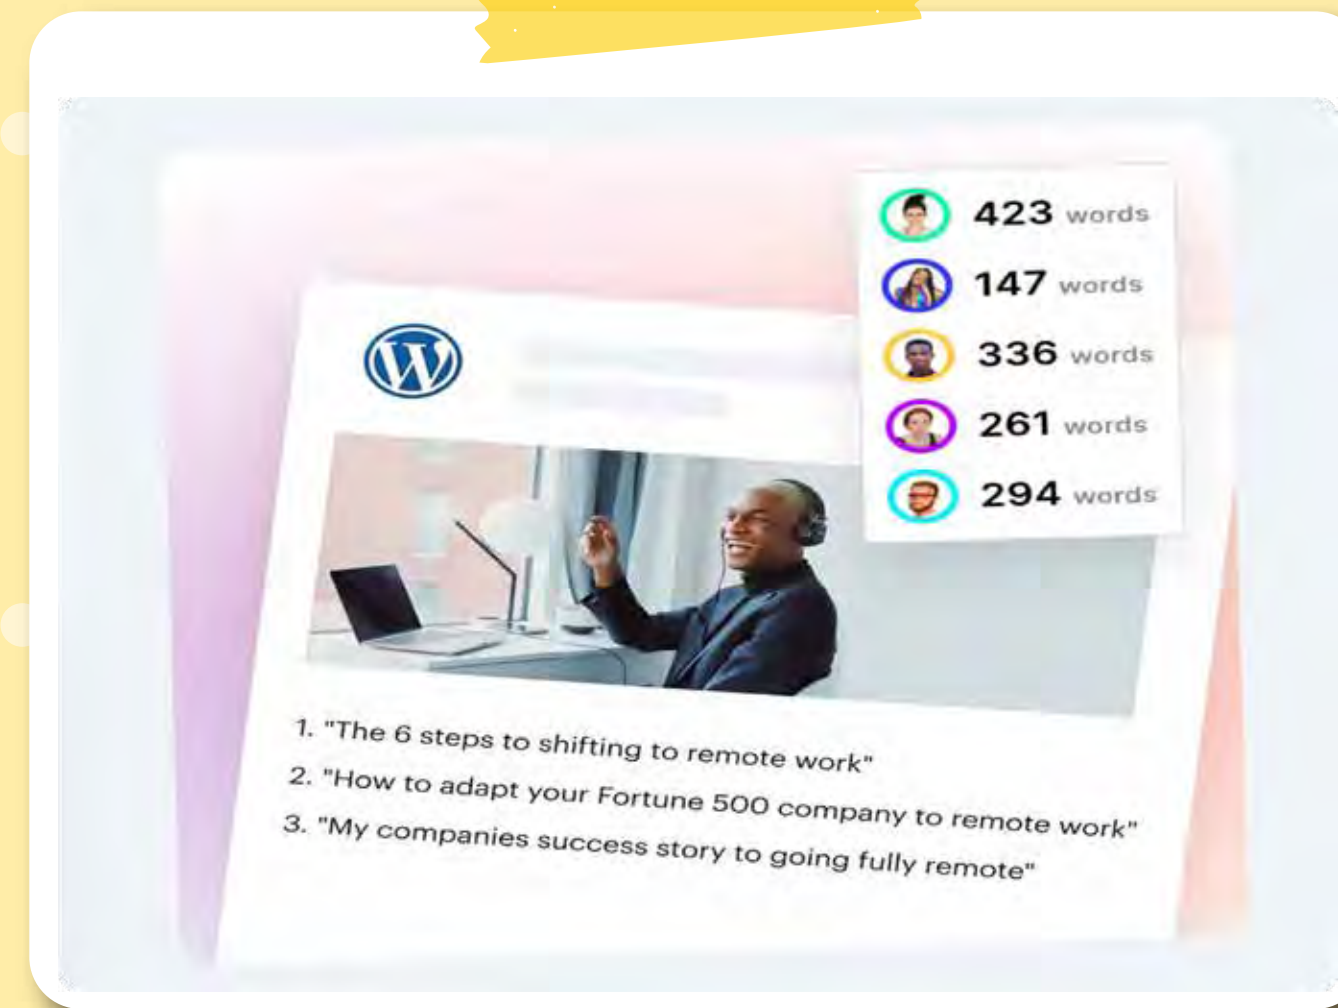 423 words
147 words
336 words
261 words
294 words
1. "The 6 steps to shifting to remote work"
2. "How to adapt your Fortune 500 company to remote work"
3. "My companies success story to going fully remote"